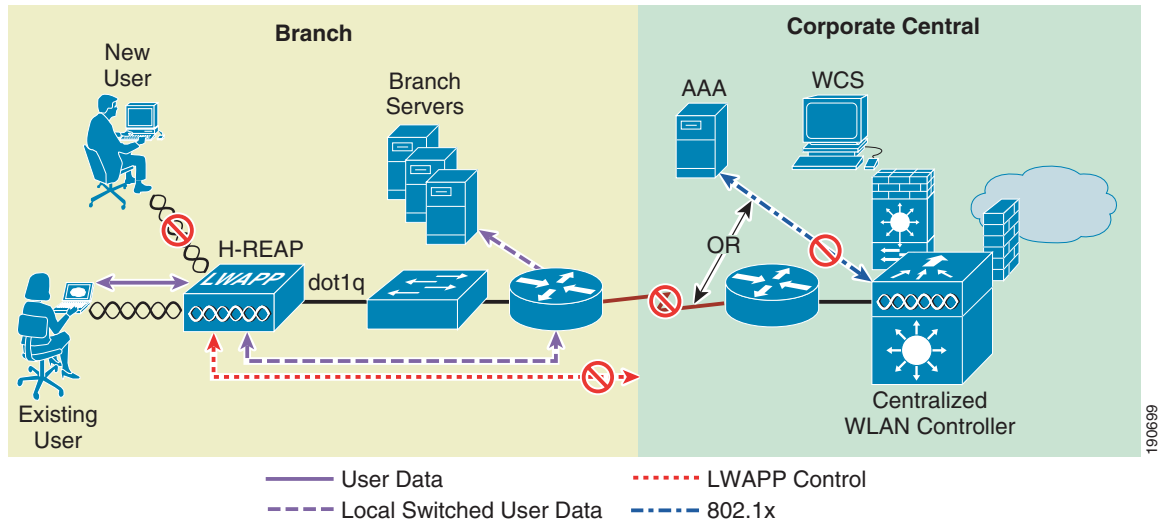 Branch
Corporate Central
New
User
Branch
Servers
AAA
WCS
H-REAP
LWAPP
dot1q
OR
Existing
User
Centralized
WLAN Controller
190699
User Data
LWAPP Control
Local Switched User Data
802.1x